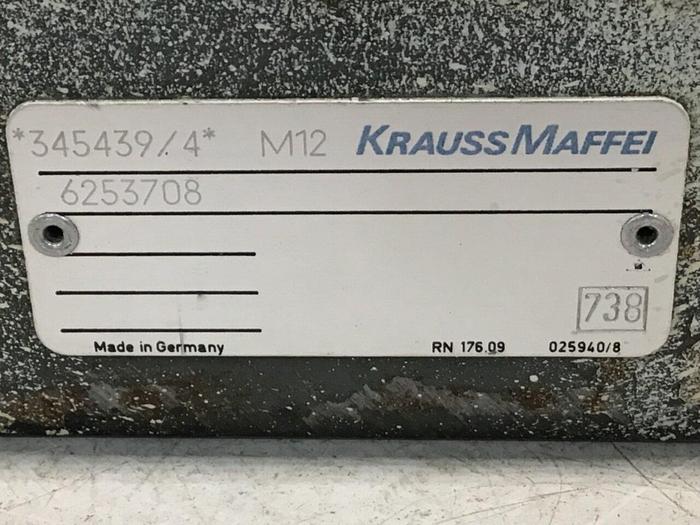 *345439/4* M12 KRAUSSMAFFEI
6253708
738
Made in Germany RN 176.09 025940/8